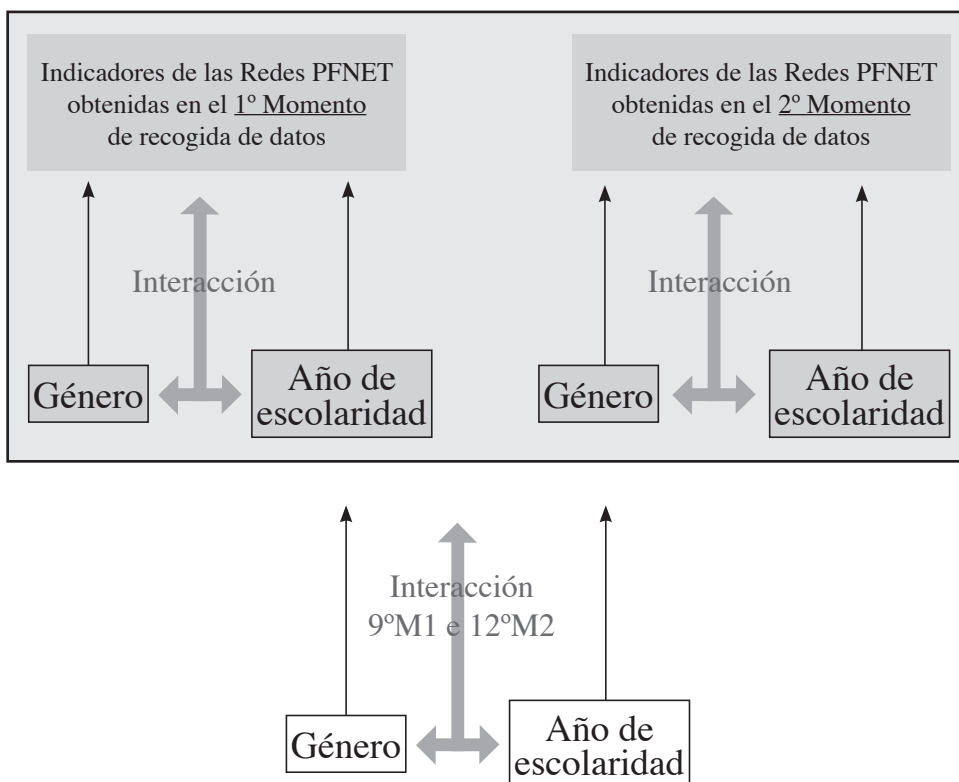 Indicadores de las Redes PFNET
obtenidas en el 1º Momento
de recogida de datos
Indicadores de las Redes PFNET
obtenidas en el 2º Momento
de recogida de datos
Interacción
Interacción
Género
Año de
escolaridad
Género
Año de
escolaridad
Interacción
9ºM1 e 12ºM2
Género
Año de
escolaridad